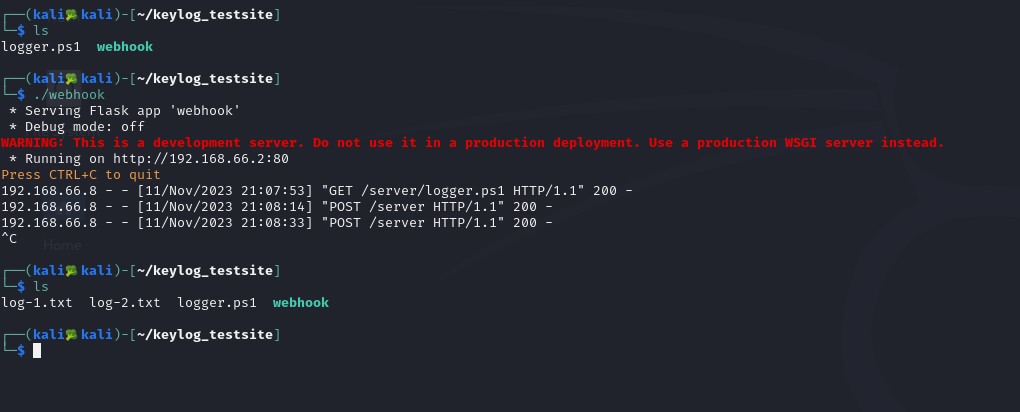 ┌──(kali🥦kali)-[~/keylog_testsite]
└─$ ls
logger.ps1  webhook
┌──(kali🥦kali)-[~/keylog_testsite]
└─$ ./webhook
 * Serving Flask app 'webhook'
 * Debug mode: off
WARNING: This is a development server. Do not use it in a production deployment. Use a production WSGI server instead.
 * Running on http://192.168.66.2:80
Press CTRL+C to quit
192.168.66.8 - - [11/Nov/2023 21:07:53] "GET /server/logger.ps1 HTTP/1.1" 200 -
192.168.66.8 - - [11/Nov/2023 21:08:14] "POST /server HTTP/1.1" 200 -
192.168.66.8 - - [11/Nov/2023 21:08:33] "POST /server HTTP/1.1" 200 -
^C
Home
┌──(kali🥦kali)-[~/keylog_testsite]
└─$ ls
log-1.txt  log-2.txt  logger.ps1  webhook
┌──(kali🥦kali)-[~/keylog_testsite]
└─$